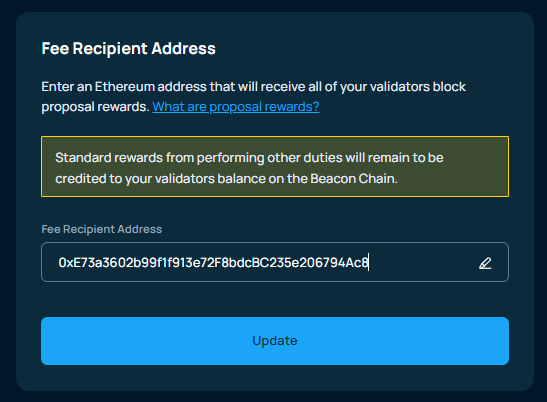 Fee Recipient Address
Enter an Ethereum address that will receive all of your validators block
proposal rewards. What are proposal rewards?
Standard rewards from performing other duties will remain to be
credited to your validators balance on the Beacon Chain.
Fee Recipient Address
0xE73a3602b99f1f913e72F8bdcBC235e206794Ac8
Update